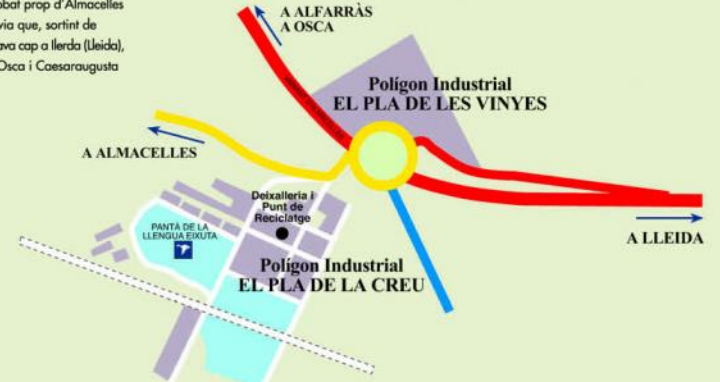 obat prop d'Almacelles
via que, sortint de
ava cap a Ilerda (Lleida),
Osca i Caesaraugusta
A ALFARRÀS
A OSCA
Polígon Industrial
EL PLA DE LES VINYES
A ALMACELLES
Deixalleria i
Punt de
Reciclatge
PANTÀ DE LA
LLENGUA EIXUTA
A LLEIDA
Polígon Industrial
EL PLA DE LA CREU